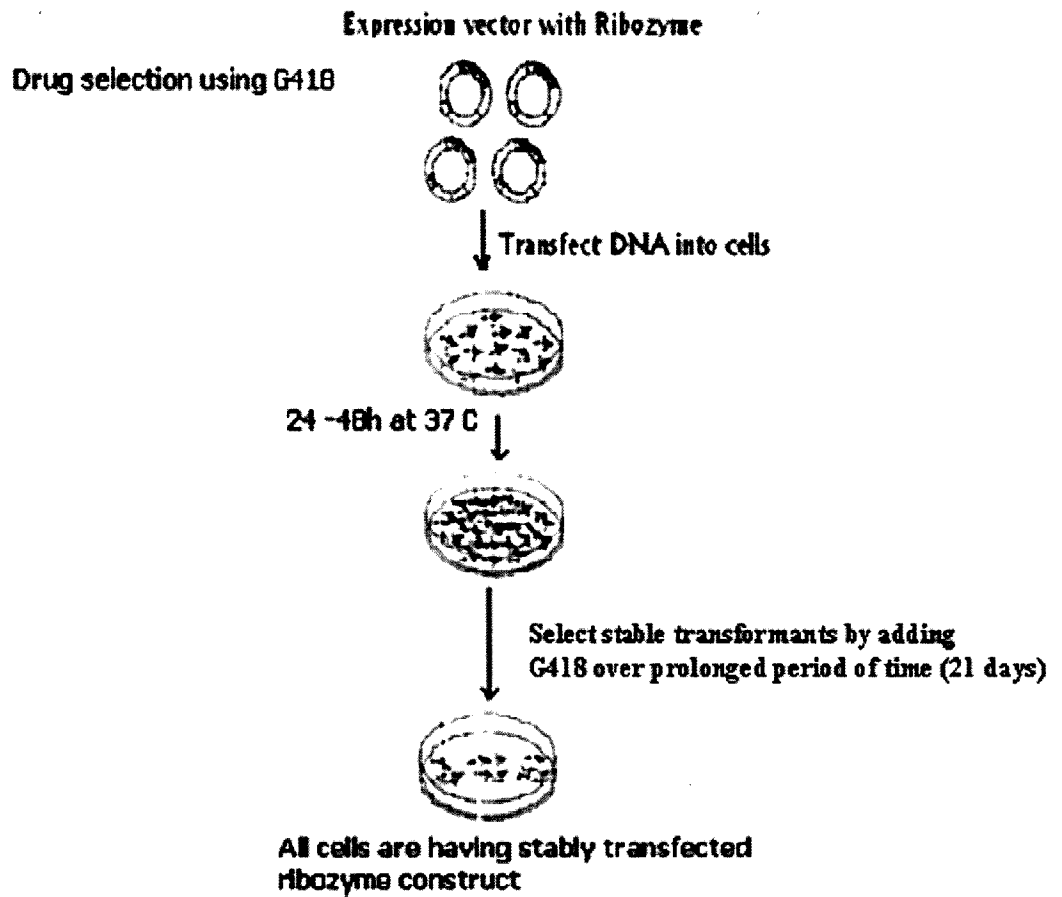 Expression vector with Ribozyme
Drug selection using G418
Transfect DNA into cells
24 -48h at 37 C
Select stable transformants by adding
G418 over prolonged period of time (21 days)
All cells are having stably transfected
ribozyme construct